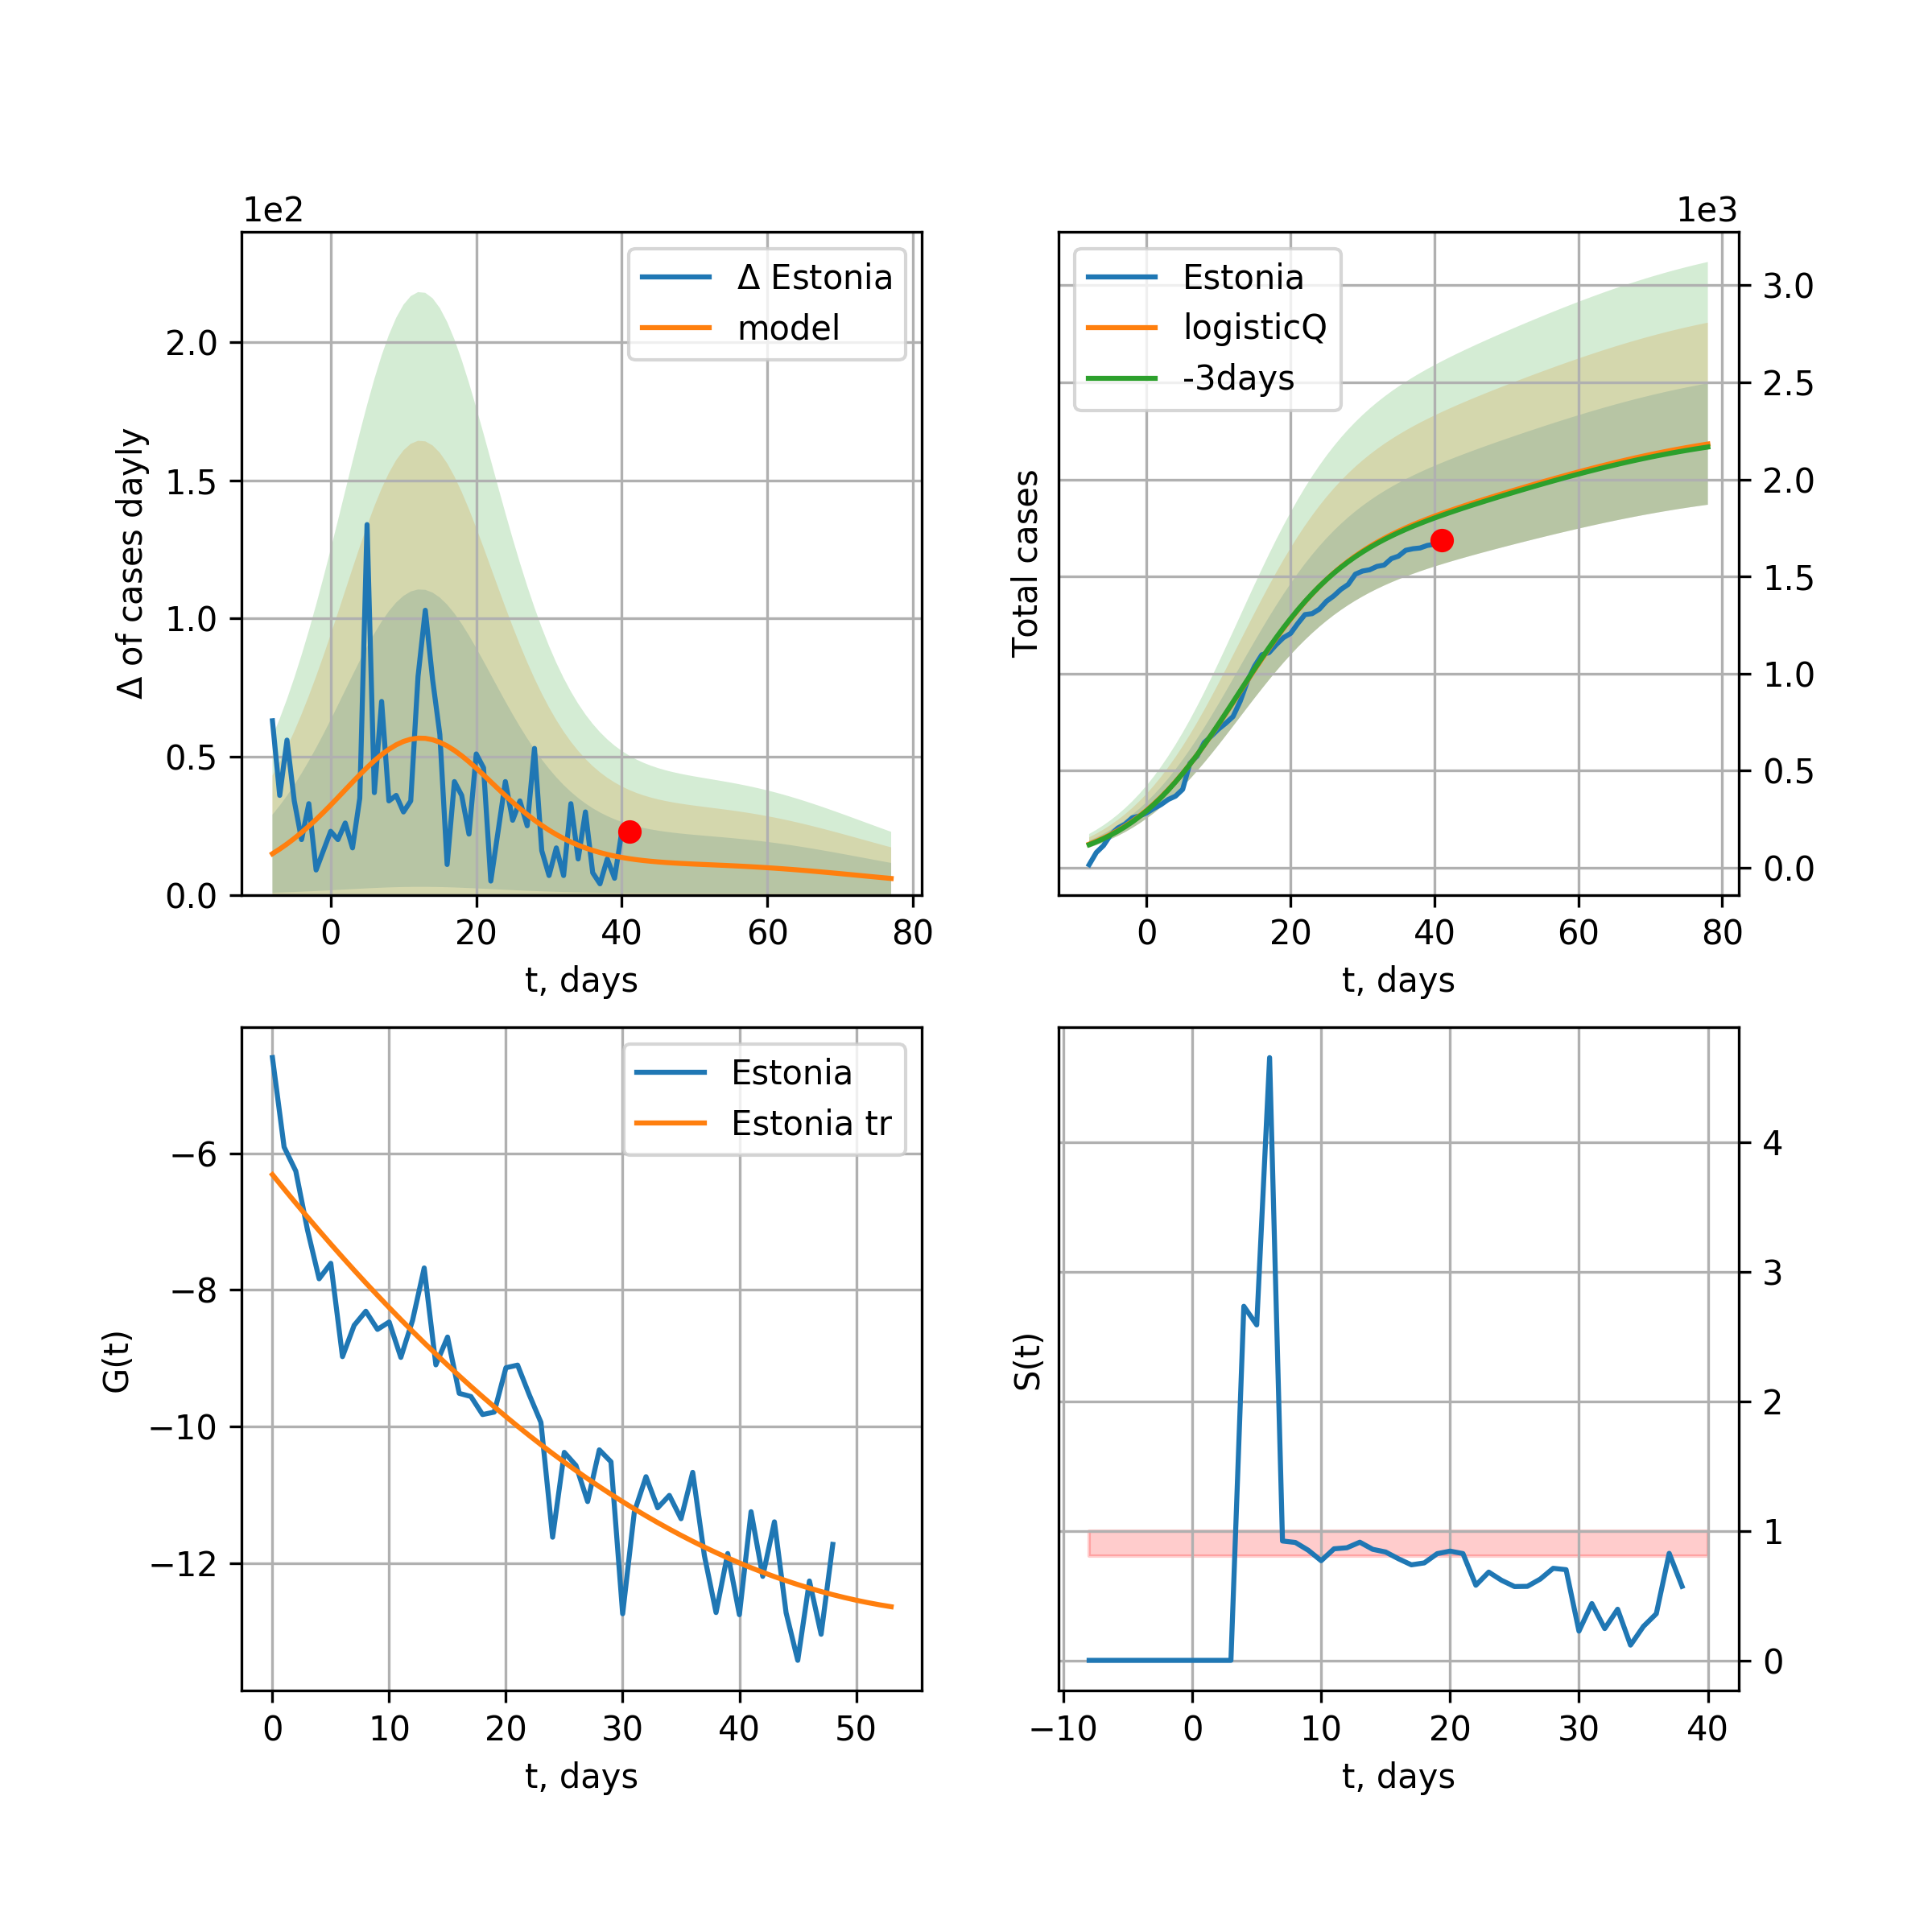 1e2
Δ Estonia
model
2.0
1.5
1.0
0.5
0.0
Δ of cases dayly
0 20 40 60 80
t, days
1e3
Estonia
logisticQ
-3days
3.0
2.5
2.0
1.5
1.0
0.5
0.0
Total cases
0 20 40 60 80
t, days
Estonia
Estonia tr
−6
−8
−10
−12
G(t)
0 10 20 30 40 50
t, days
4
3
2
1
0
S(t)
−10 0 10 20 30 40
t, days